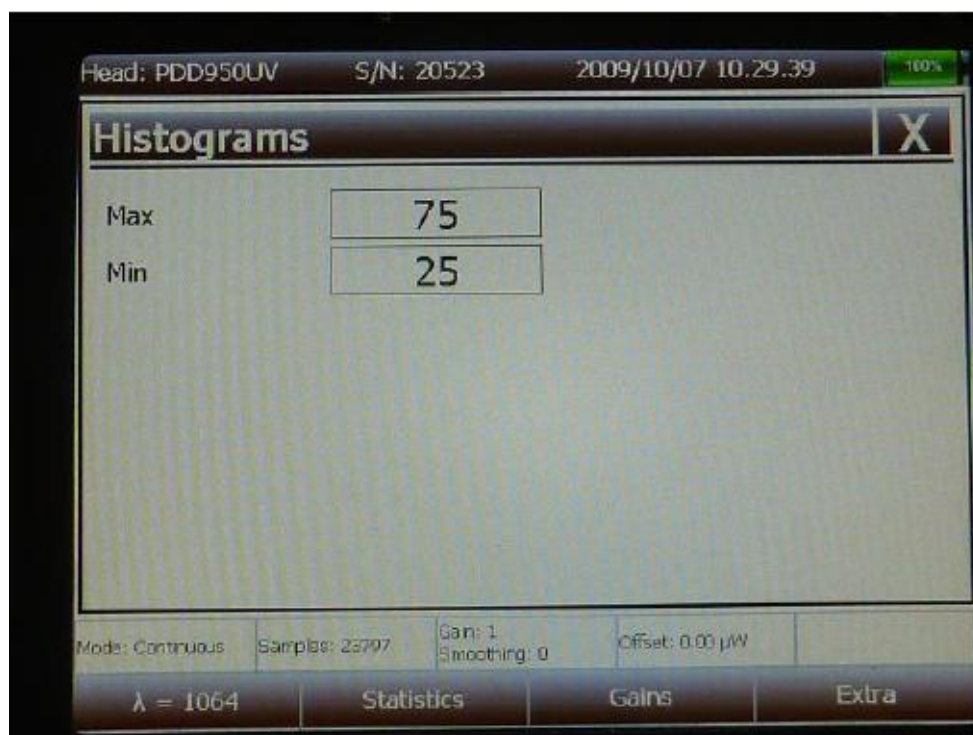 Head: PDD950UV S/N: 20523 2009/10/07 10.29.39 100%
Histograms X
Max 75
Min 25
Mode: Continuous Samples: 23797 Gain: 1 Offset: 0.00 µW
Smoothing: 0
λ = 1064 Statistics Gains Extra